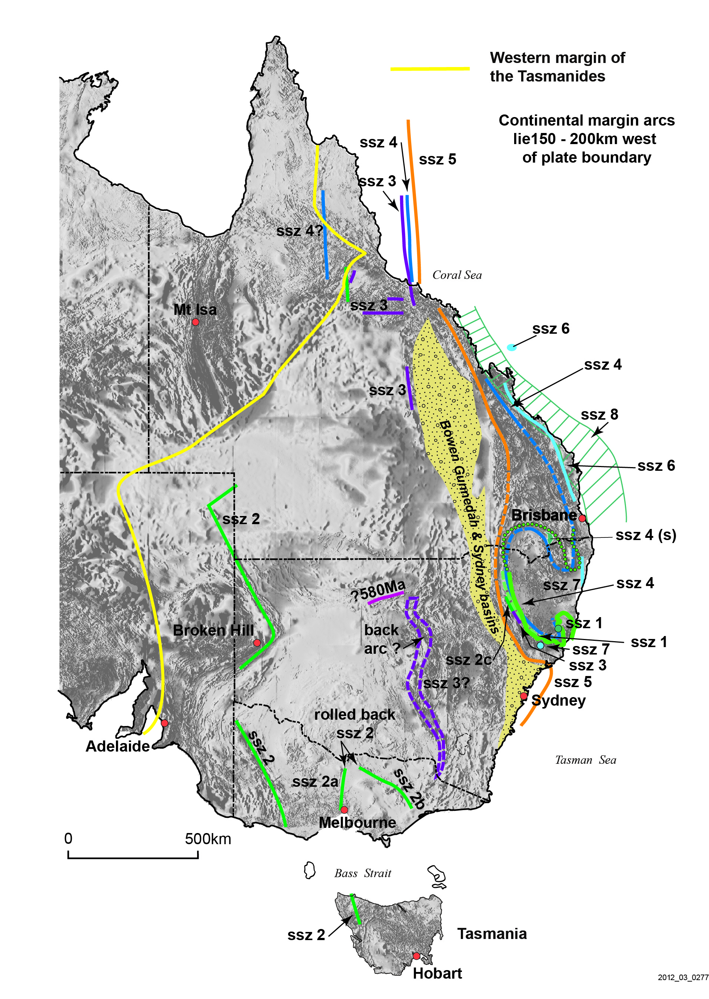 Western margin of
the Tasmanides
Continental margin arcs
lie150 - 200km west
of plate boundary
ssz 4
ssz 5
ssz 3
ssz 4?
Coral Sea
ssz 3
Mt Isa
ssz 6
ssz 4
ssz 3
ssz 8
Bowen Gunnedah & Sydney basins
ssz 6
Brisbane
ssz 2
ssz 4 (s)
ssz 7
ssz 4
?580Ma
ssz 1
Broken Hill
back
arc ?
ssz 1
ssz 7
ssz 2c
ssz 3
ssz 3?
ssz 5
Sydney
rolled back
ssz 2
Adelaide
ssz 2
Tasman Sea
ssz 2a
ssz 2b
Melbourne
0
500km
Bass Strait
ssz 2
Tasmania
Hobart
2012_03_0277